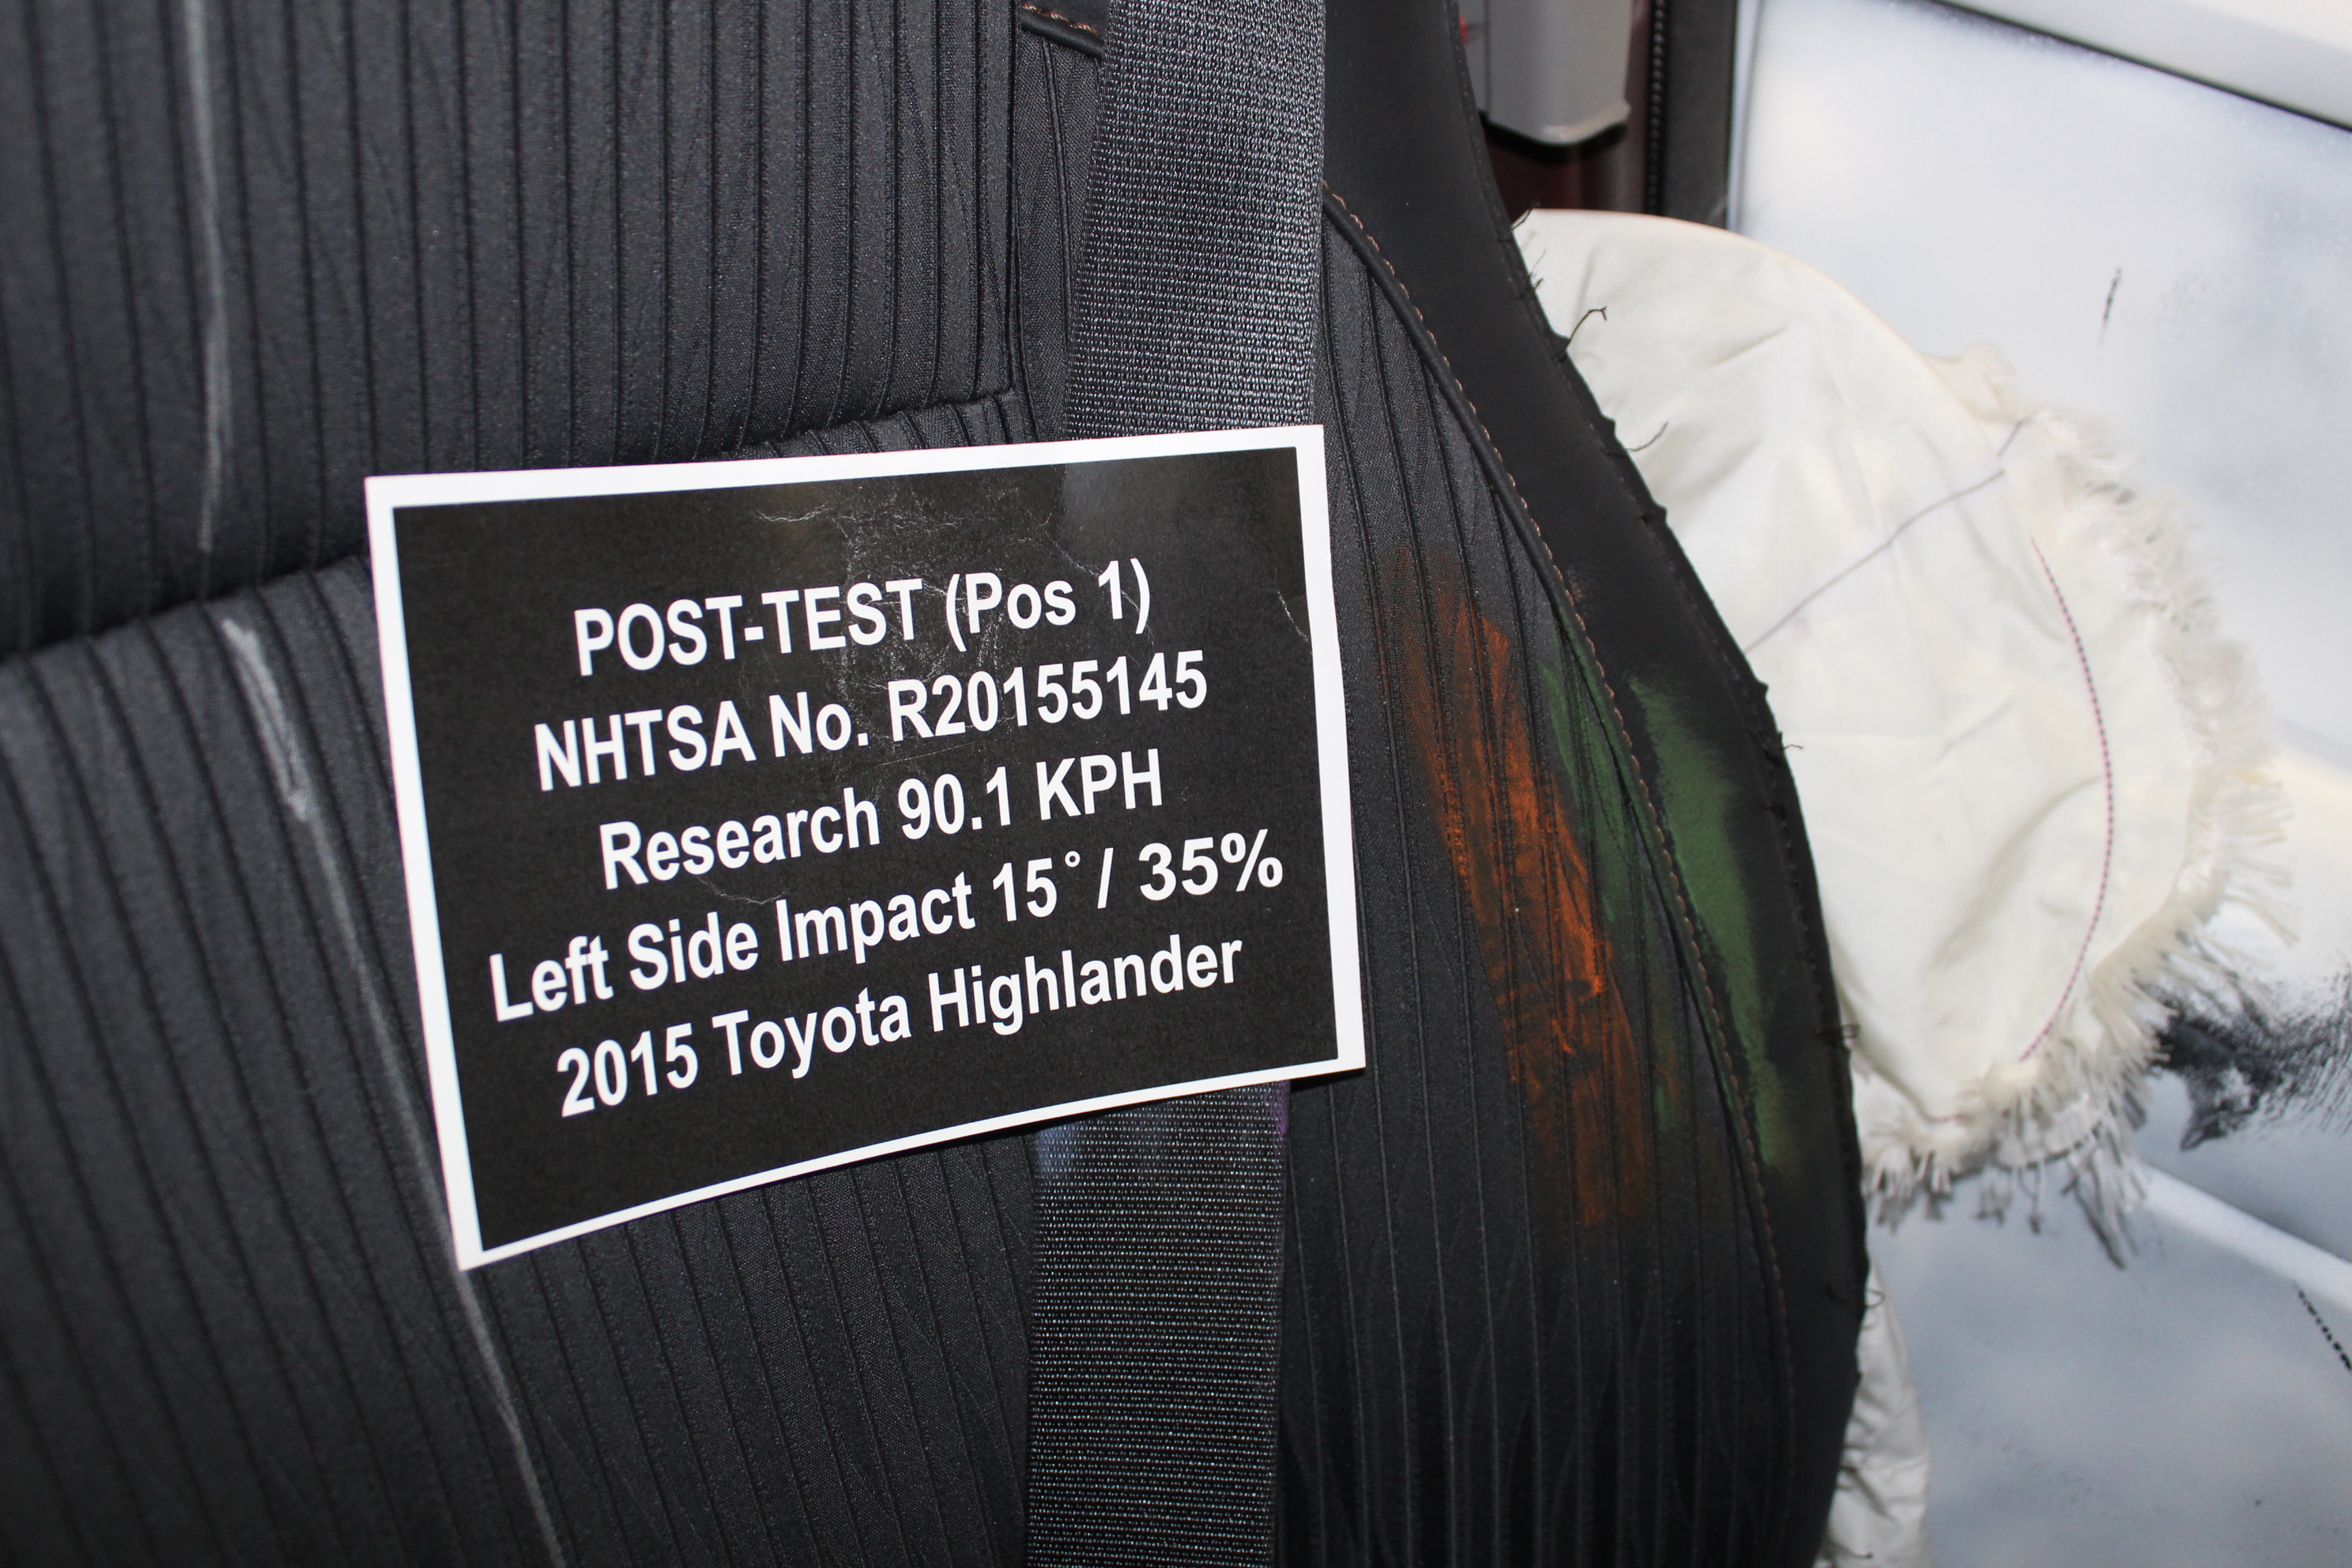 POST-TEST (Pos 1)
NHTSA No. R20155145
Research 90.1 KPH
Left Side Impact 15° / 35%
2015 Toyota Highlander